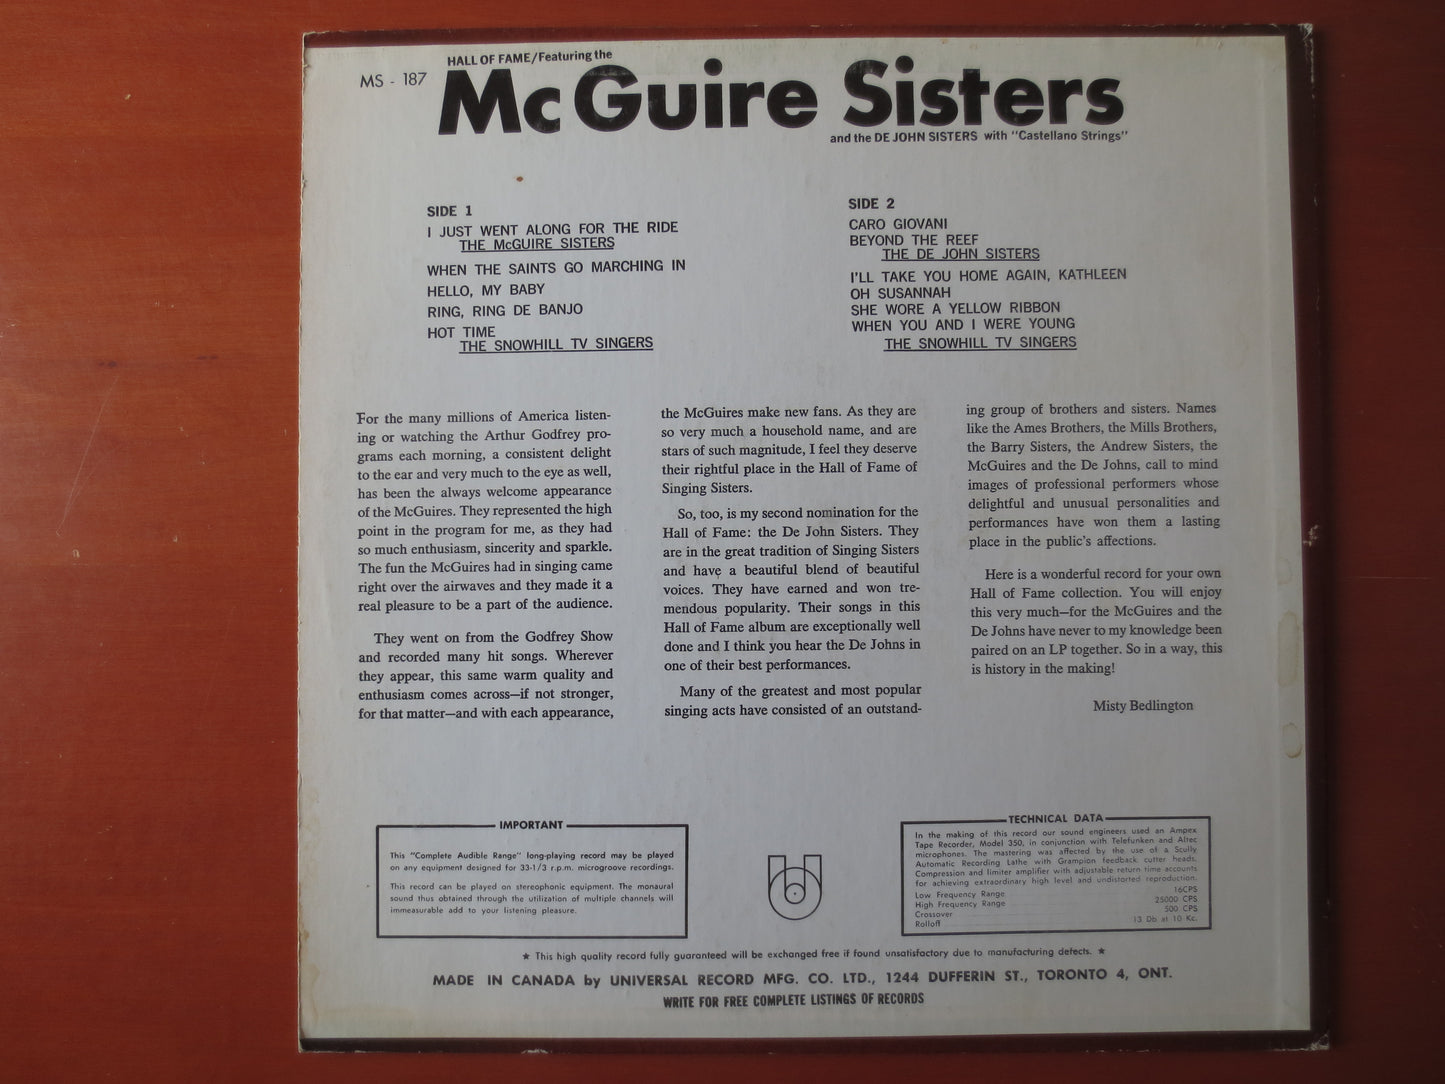 HALL OF FAME/Featuring the
MS - 187
McGuire Sisters
and the DE JOHN SISTERS with "Castellano Strings"
SIDE 1
I JUST WENT ALONG FOR THE RIDE
THE McGUIRE SISTERS
WHEN THE SAINTS GO MARCHING IN
HELLO, MY BABY
RING, RING DE BANJO
HOT TIME
THE SNOWHILL TV SINGERS
SIDE 2
CARO GIOVANI
BEYOND THE REEF
THE DE JOHN SISTERS
I'LL TAKE YOU HOME AGAIN, KATHLEEN
OH SUSANNAH
SHE WORE A YELLOW RIBBON
WHEN YOU AND I WERE YOUNG
THE SNOWHILL TV SINGERS
For the many millions of America listen-
ing or watching the Arthur Godfrey pro-
grams each morning, a consistent delight
to the ear and very much to the eye as well,
has been the always welcome appearance
of the McGuires. They represented the high
point in the program for me, as they had
so much enthusiasm, sincerity and sparkle.
The fun the McGuires had in singing came
right over the airwaves and they made it a
real pleasure to be a part of the audience.
They went on from the Godfrey Show
and recorded many hit songs. Wherever
they appear, this same warm quality and
enthusiasm comes across—if not stronger,
for that matter—and with each appearance,
the McGuires make new fans. As they are
so very much a household name, and are
stars of such magnitude, I feel they deserve
their rightful place in the Hall of Fame of
Singing Sisters.
So, too, is my second nomination for the
Hall of Fame: the De John Sisters. They
are in the great tradition of Singing Sisters
and have a beautiful blend of beautiful
voices. They have earned and won tre-
mendous popularity. Their songs in this
Hall of Fame album are exceptionally well
done and I think you hear the De Johns in
one of their best performances.
Many of the greatest and most popular
singing acts have consisted of an outstand-
ing group of brothers and sisters. Names
like the Ames Brothers, the Mills Brothers,
the Barry Sisters, the Andrew Sisters, the
McGuires and the De Johns, call to mind
images of professional performers whose
delightful and unusual personalities and
performances have won them a lasting
place in the public's affections.
Here is a wonderful record for your own
Hall of Fame collection. You will enjoy
this very much—for the McGuires and the
De Johns have never to my knowledge been
paired on an LP together. So in a way, this
is history in the making!
Misty Bedlington
IMPORTANT
This "Complete Audible Range" long-playing record may be played
on any equipment designed for 33-1/3 r.p.m. microgroove recordings.
This record can be played on stereophonic equipment. The monaural
sound thus obtained through the utilization of multiple channels will
immeasurable add to your listening pleasure.
TECHNICAL DATA
In the making of this record our sound engineers used an Ampex
Tape Recorder, Model 350, in conjunction with Telefunken and Altec
microphones. The mastering was affected by the use of a Scully
Automatic Recording Lathe with Grampion feedback cutter heads.
Compression and limiter amplifier with adjustable return time accounts
for achieving extraordinary high level and undistorted reproduction.
Low Frequency Range 16CPS
High Frequency Range 25000 CPS
Crossover 500 CPS
Rolloff 13 Db at 10 Kc.
★ This high quality record fully guaranteed will be exchanged free if found unsatisfactory due to manufacturing defects. ★
MADE IN CANADA by UNIVERSAL RECORD MFG. CO. LTD., 1244 DUFFERIN ST., TORONTO 4, ONT.
WRITE FOR FREE COMPLETE LISTINGS OF RECORDS